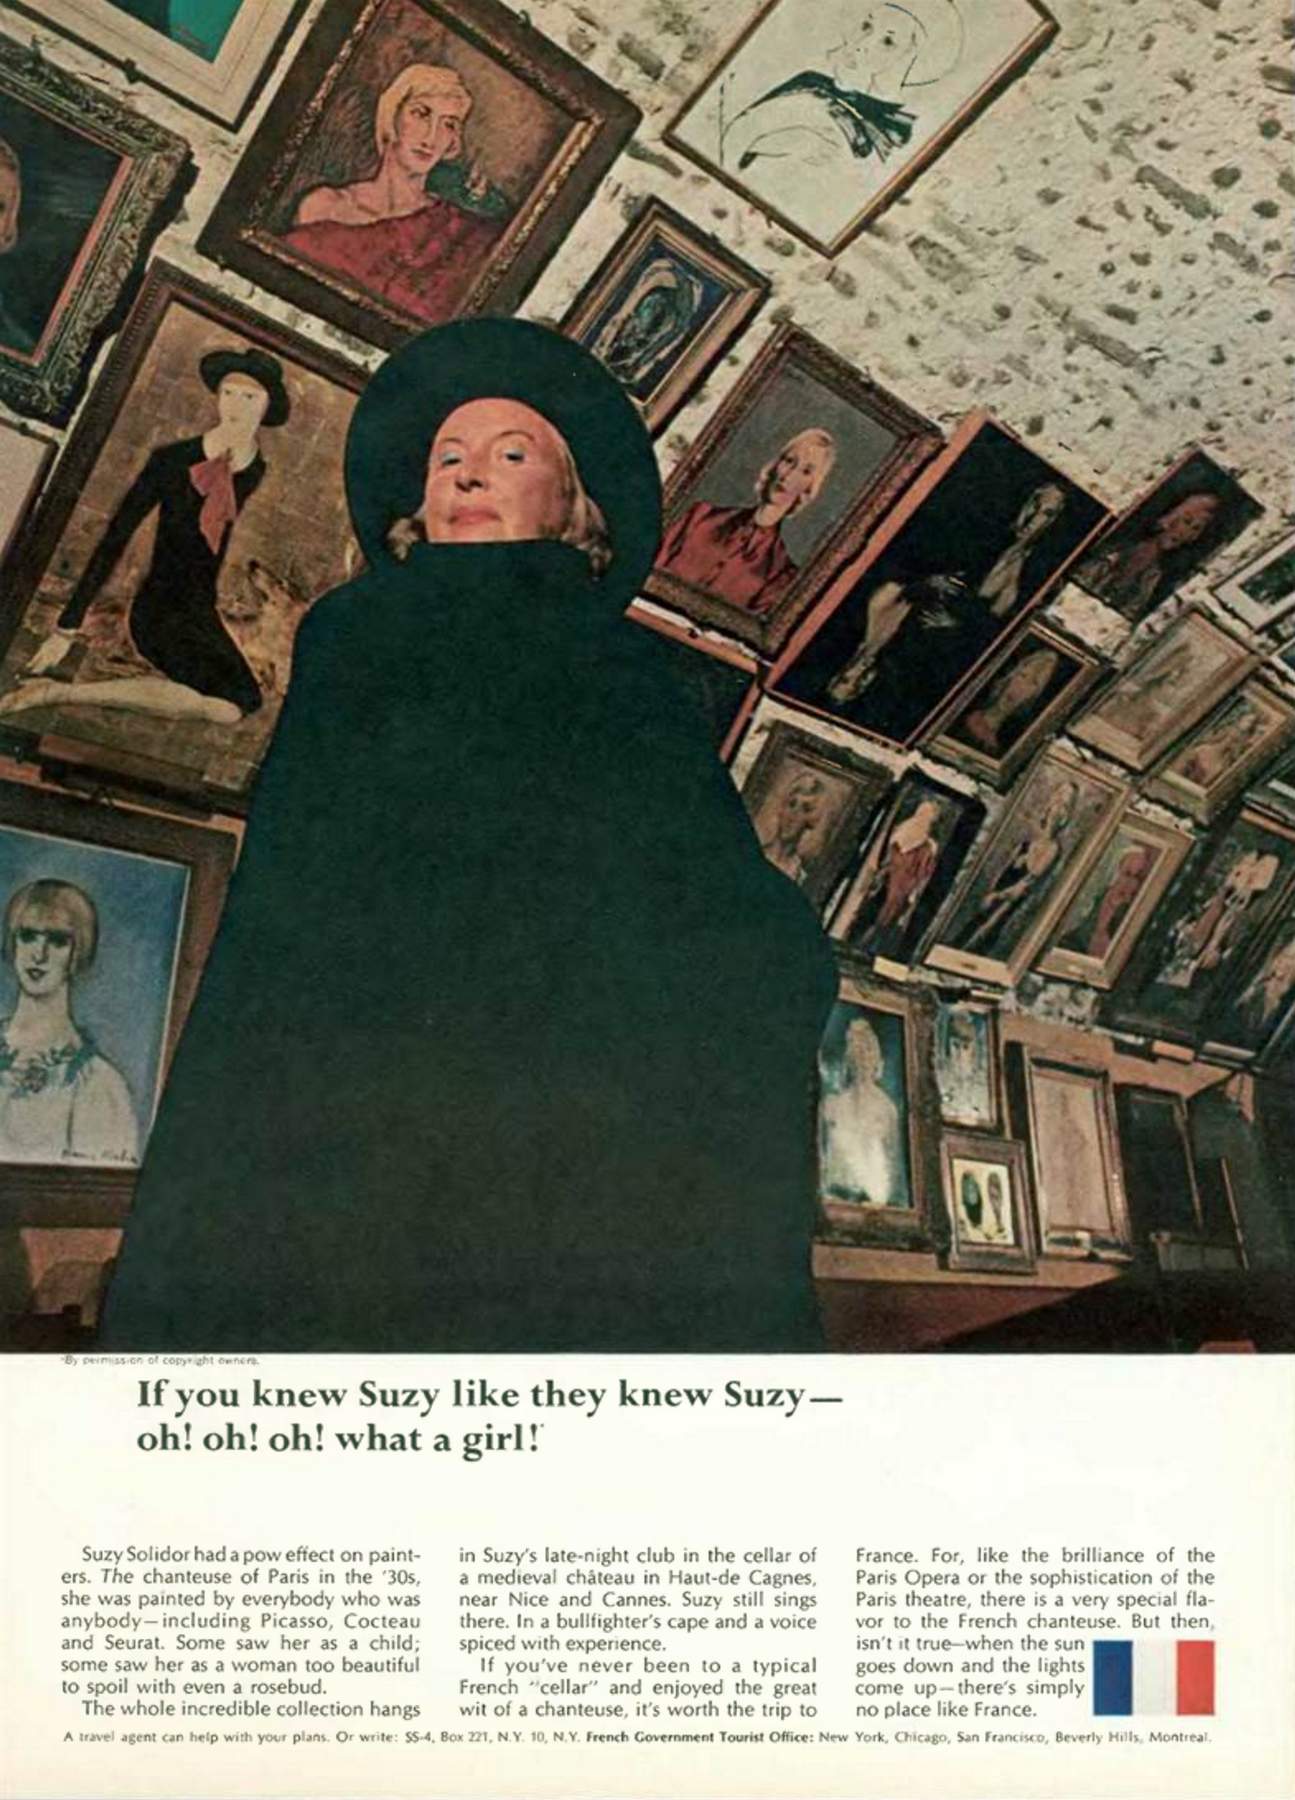 *By permission of copyright owners.
If you knew Suzy like they knew Suzy—
oh! oh! oh! what a girl!*
Suzy Solidor had a pow effect on paint-
ers. The chanteuse of Paris in the '30s,
she was painted by everybody who was
anybody—including Picasso, Cocteau
and Seurat. Some saw her as a child;
some saw her as a woman too beautiful
to spoil with even a rosebud.
The whole incredible collection hangs
in Suzy's late-night club in the cellar of
a medieval château in Haut-de Cagnes,
near Nice and Cannes. Suzy still sings
there. In a bullfighter's cape and a voice
spiced with experience.
If you've never been to a typical
French "cellar" and enjoyed the great
wit of a chanteuse, it's worth the trip to
France. For, like the brilliance of the
Paris Opera or the sophistication of the
Paris theatre, there is a very special fla-
vor to the French chanteuse. But then,
isn't it true—when the sun
goes down and the lights
come up—there's simply
no place like France.
A travel agent can help with your plans. Or write: SS-4, Box 221, N.Y. 10, N.Y. French Government Tourist Office: New York, Chicago, San Francisco, Beverly Hills, Montreal.